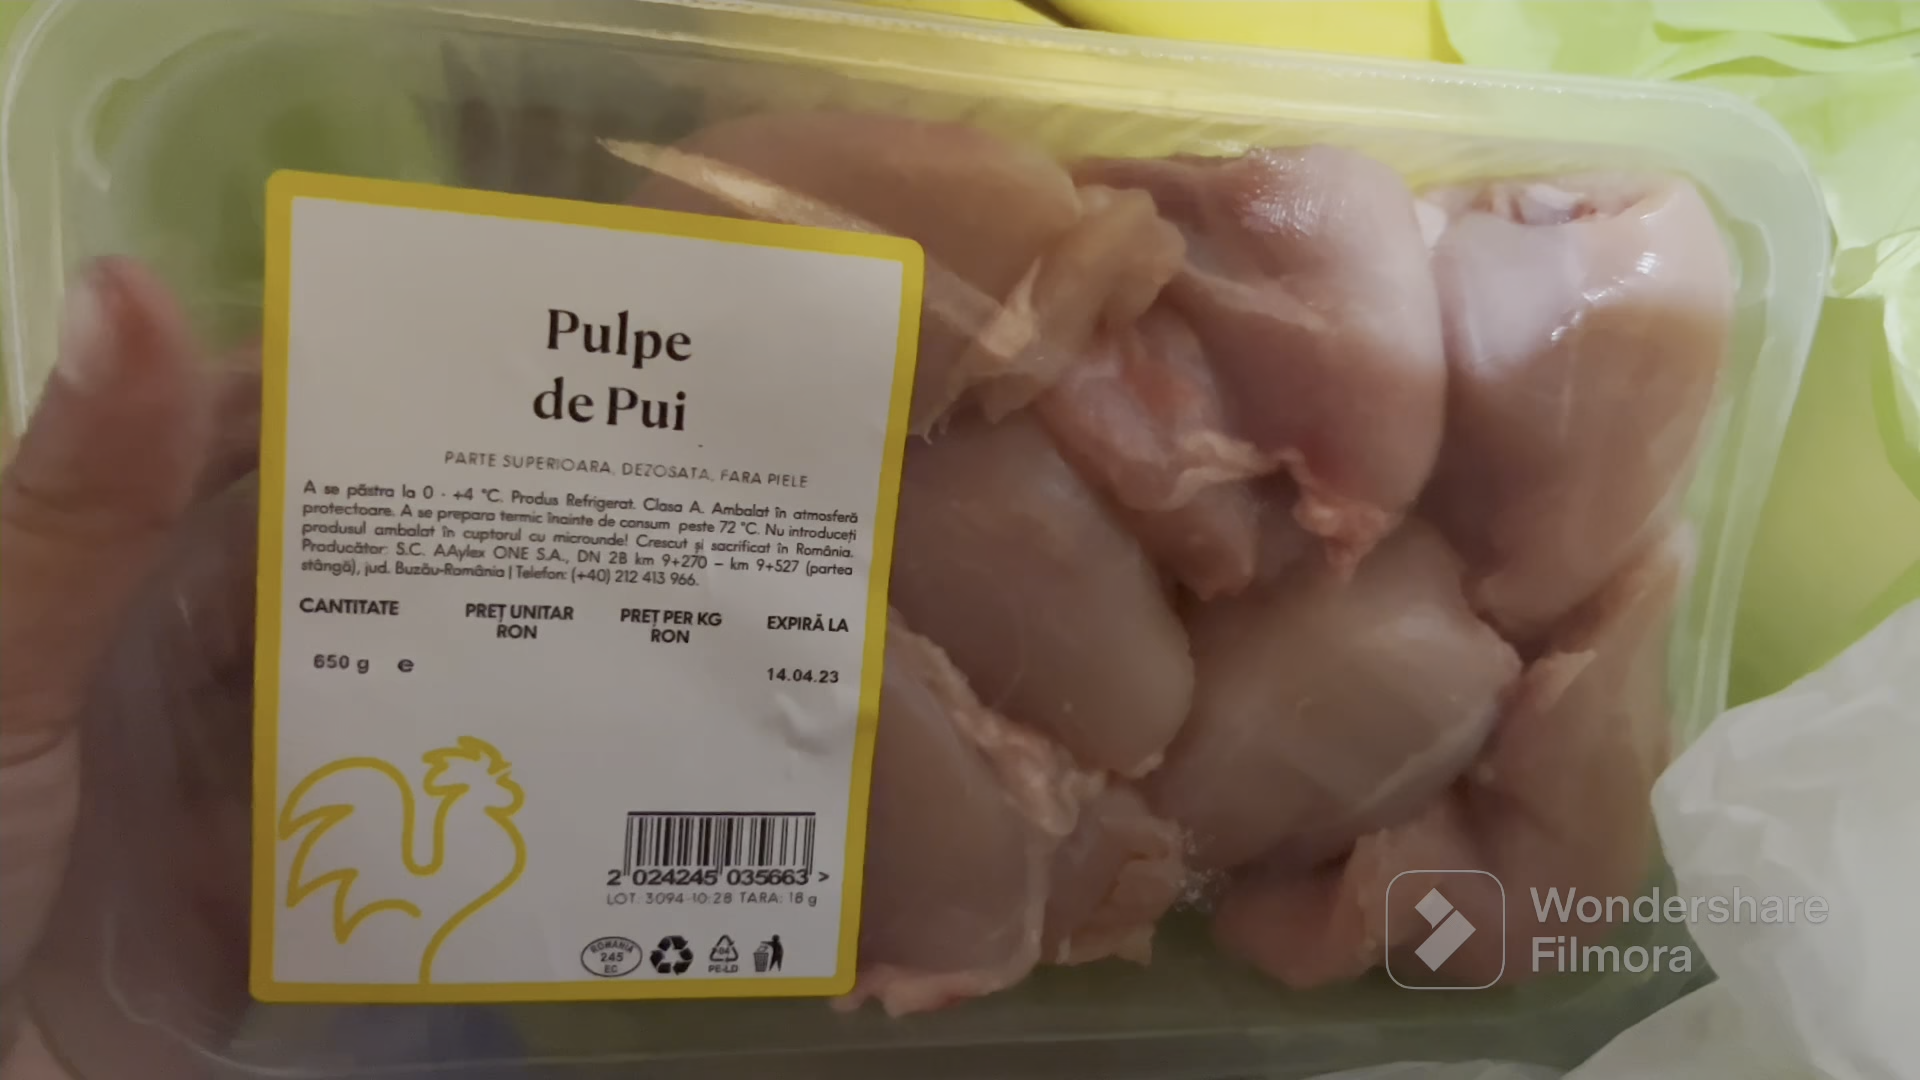 Pulpe
de Pui
PARTE SUPERIOARA, DEZOSATA, FARA PIELE
A se păstra la 0 - +4 °C. Produs Refrigerat. Clasa A. Ambalat în atmosferă
protectoare. A se prepara termic înainte de consum peste 72 °C. Nu introduceți
produsul ambalat în cuptorul cu microunde! Crescut și sacrificat în România.
Producător: S.C. AAylex ONE S.A., DN 2B km 9+270 – km 9+527 (partea
stângă), jud. Buzău-România | Telefon: (+40) 212 413 966.
CANTITATE PREȚ UNITAR PREȚ PER KG EXPIRĂ LA
RON RON
650 g e 14.04.23
2 024245 035663 >
LOT: 3094-10:28 TARA: 18 g
ROMANIA
245
EC
04
PE-LD
Wondershare
Filmora